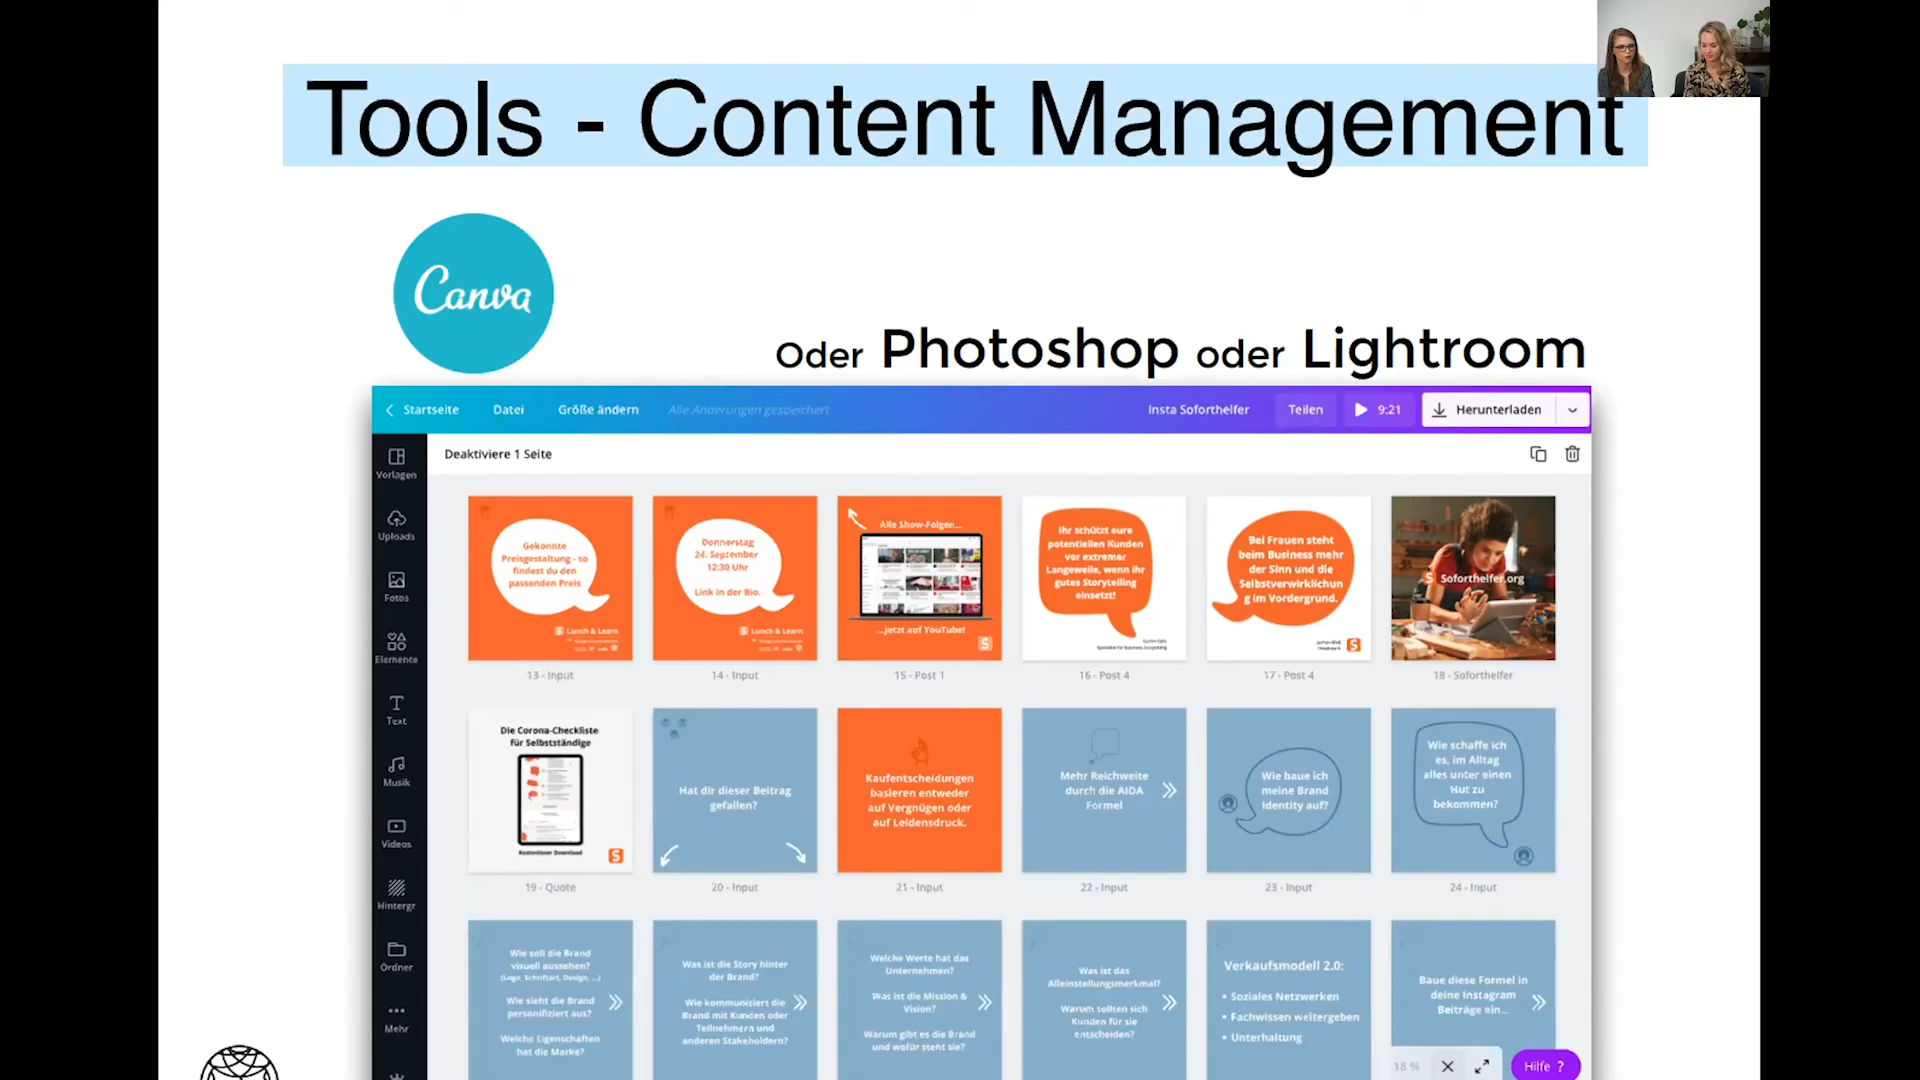 Tools - Content Management
Canva
Oder Photoshop oder Lightroom
Startseite
Datei
Größe ändern
Alle Änderungen gespeichert
Insta Soforthelfer
Teilen
9:21
Herunterladen
Deaktiviere 1 Seite
Vorlagen
Uploads
Fotos
Elemente
Text
Musik
Videos
Hintergr
Ordner
Mehr
Gekonnte
Preisgestaltung - so
findest du den
passenden Preis
Lunch & Learn
13 - Input
Donnerstag
24. September
12:30 Uhr
Link in der Bio.
Lunch & Learn
14 - Input
Alle Show-Folgen...
...jetzt auf YouTube!
S
15 - Post 1
Ihr schützt eure
potentiellen Kunden
vor extremer
Langeweile, wenn ihr
gutes Storytelling
einsetzt!
16 - Post 4
Bei Frauen steht
beim Business mehr
der Sinn und die
Selbstverwirklichun
g im Vordergrund.
S
17 - Post 4
S Soforthelfer.org
18 - Soforthelfer
Die Corona-Checkliste
für Selbstständige
Kostenloser Download
S
19 - Quote
Hat dir dieser Beitrag
gefallen?
20 - Input
Kaufentscheidungen
basieren entweder
auf Vergnügen oder
auf Leidensdruck.
21 - Input
Mehr Reichweite
durch die AIDA
Formel
22 - Input
Wie baue ich
meine Brand
Identity auf?
23 - Input
Wie schaffe ich
es, im Alltag
alles unter einen
Hut zu
bekommen?
24 - Input
Wie soll die Brand
visuell aussehen?
(Logo, Schriftart, Design, ...)
Wie sieht die Brand
personifiziert aus?
Welche Eigenschaften
hat die Marke?
Was ist die Story hinter
der Brand?
Wie kommuniziert die
Brand mit Kunden oder
Teilnehmern und
anderen Stakeholdern?
Welche Werte hat das
Unternehmen?
Was ist die Mission &
Vision?
Warum gibt es die Brand
und wofür steht sie?
Was ist das
Alleinstellungsmerkmal?
Warum sollten sich
Kunden für sie
entscheiden?
Verkaufsmodell 2.0:
• Soziales Netzwerken
• Fachwissen weitergeben
• Unterhaltung
Baue diese Formel in
deine Instagram
Beiträge ein...
18 %
Hilfe ?